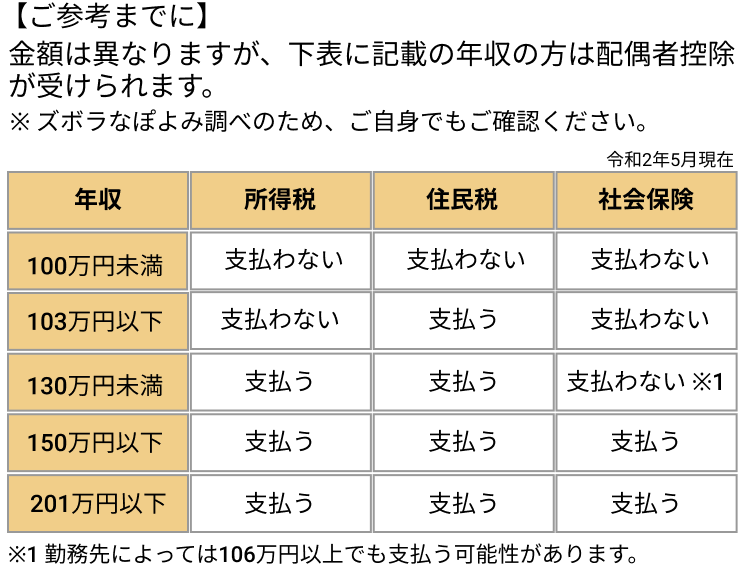 【ご参考までに】
金額は異なりますが、下表に記載の年収の方は配偶者控除
が受けられます。
※ ズボラなぽよみ調べのため、ご自身でもご確認ください。
令和2年5月現在
年収 所得税 住民税 社会保険
100万円未満 支払わない 支払わない 支払わない
103万円以下 支払わない 支払う 支払わない
130万円未満 支払う 支払う 支払わない ※1
150万円以下 支払う 支払う 支払う
201万円以下 支払う 支払う 支払う
※1 勤務先によっては106万円以上でも支払う可能性があります。